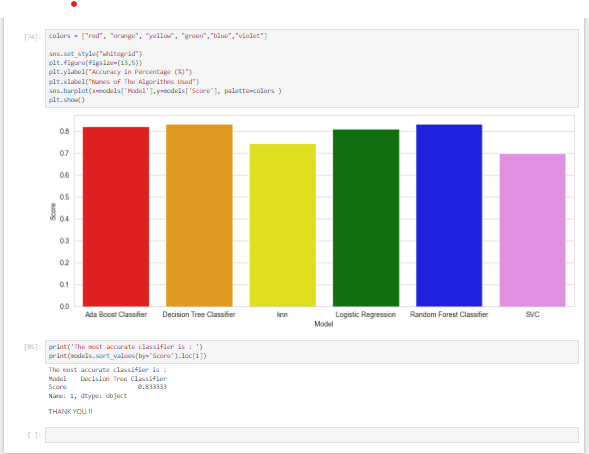 [74]: colors = ["red", "orange", "yellow", "green","blue","violet"]
sns.set_style("whitegrid")
plt.figure(figsize=(13,5))
plt.ylabel("Accuracy in Percentage (%)")
plt.xlabel("Names of The Algorithms Used")
sns.barplot(x=models['Model'],y=models['Score'], palette=colors )
plt.show()
0.8
0.7
0.6
0.5
0.4
0.3
0.2
0.1
0.0
Score
Ada Boost Classifier Decision Tree Classifier knn Logistic Regression Random Forest Classifier SVC
Model
[85]: print('The most accurate classifier is : ')
print(models.sort_values(by='Score').loc[1])
The most accurate classifier is :
Model Decision Tree Classifier
Score 0.833333
Name: 1, dtype: object
THANK YOU !!
[ ]: